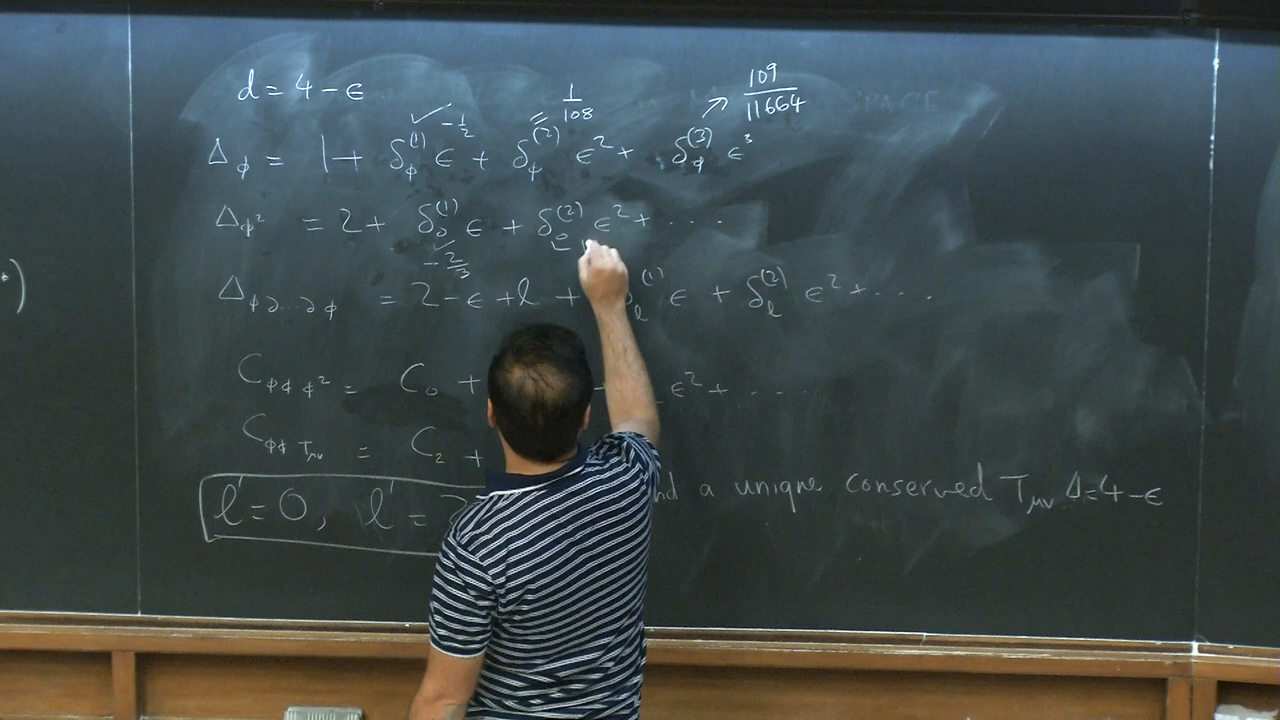 d = 4 - ϵ
✓ -1/2 = 1/108 ↗ 109/11664
Δ_ϕ = 1 + δ_ϕ^(1) ϵ + δ_ϕ^(2) ϵ² + δ_ϕ^(3) ϵ³
Δ_ϕ² = 2 + δ_0^(1) ϵ + δ_0^(2) ϵ² + ....
✓ -2/3
Δ_ϕ∂..∂ϕ = 2 - ϵ + l + δ_l^(1) ϵ + δ_l^(2) ϵ² + ....
C_ϕϕϕ² = C_0 + ϵ² + ....
C_ϕϕT_μν = C_2 +
l' = 0, l' = a unique conserved T_μν Δ=4-ϵ
)